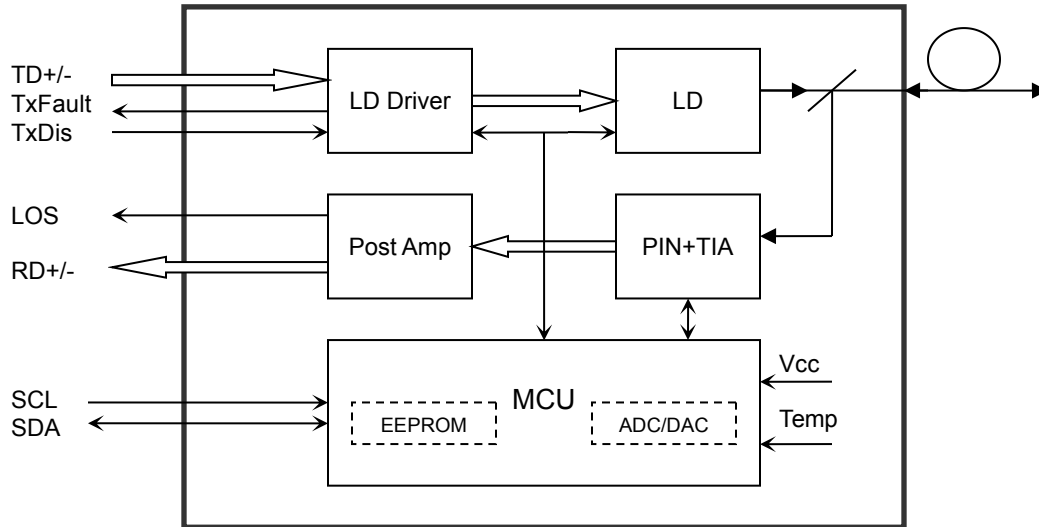 TD+/-
TxFault
TxDis
LD Driver
LD
LOS
RD+/-
Post Amp
PIN+TIA
SCL
SDA
MCU
EEPROM
ADC/DAC
Vcc
Temp